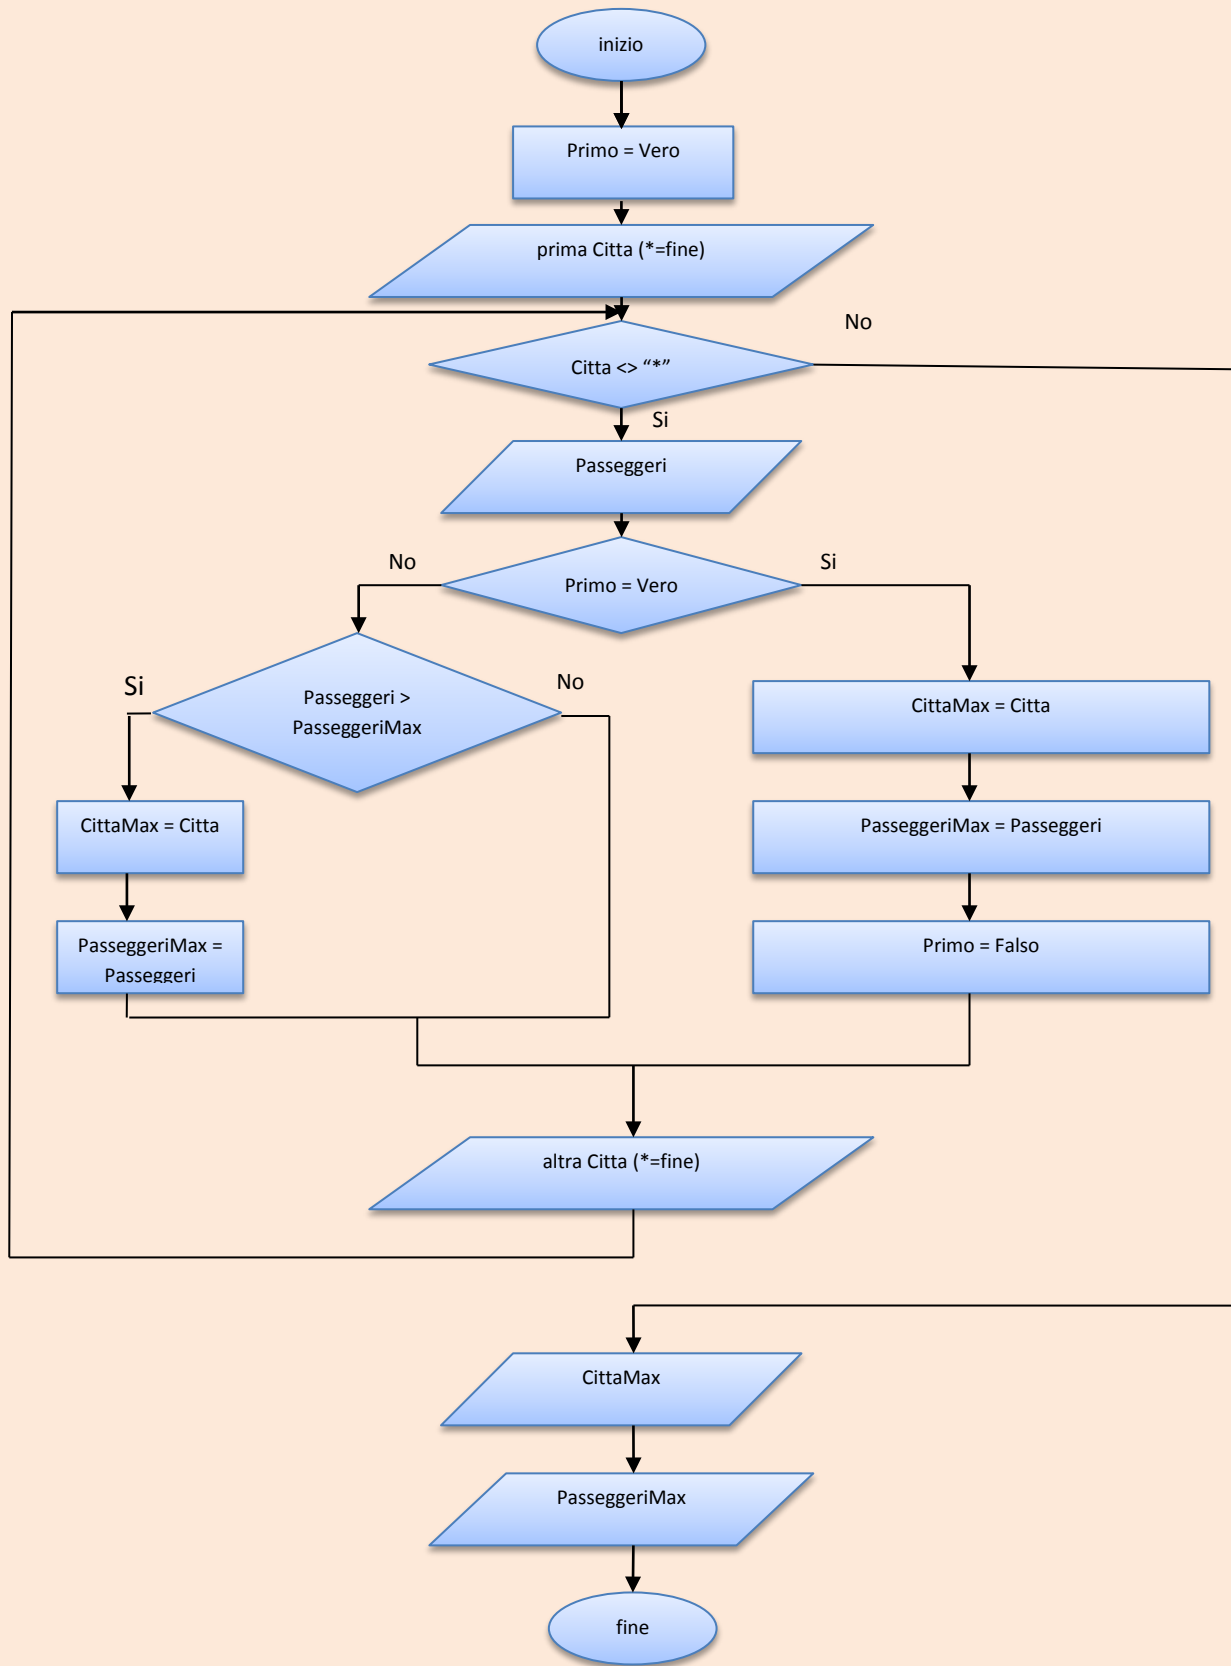 inizio
Primo = Vero
prima Citta (*=fine)
No
Citta <> “*”
Si
Passeggeri
No
Si
Primo = Vero
Si
No
Passeggeri >
PasseggeriMax
CittaMax = Citta
CittaMax = Citta
PasseggeriMax = Passeggeri
PasseggeriMax =
Passeggeri
Primo = Falso
altra Citta (*=fine)
CittaMax
PasseggeriMax
fine